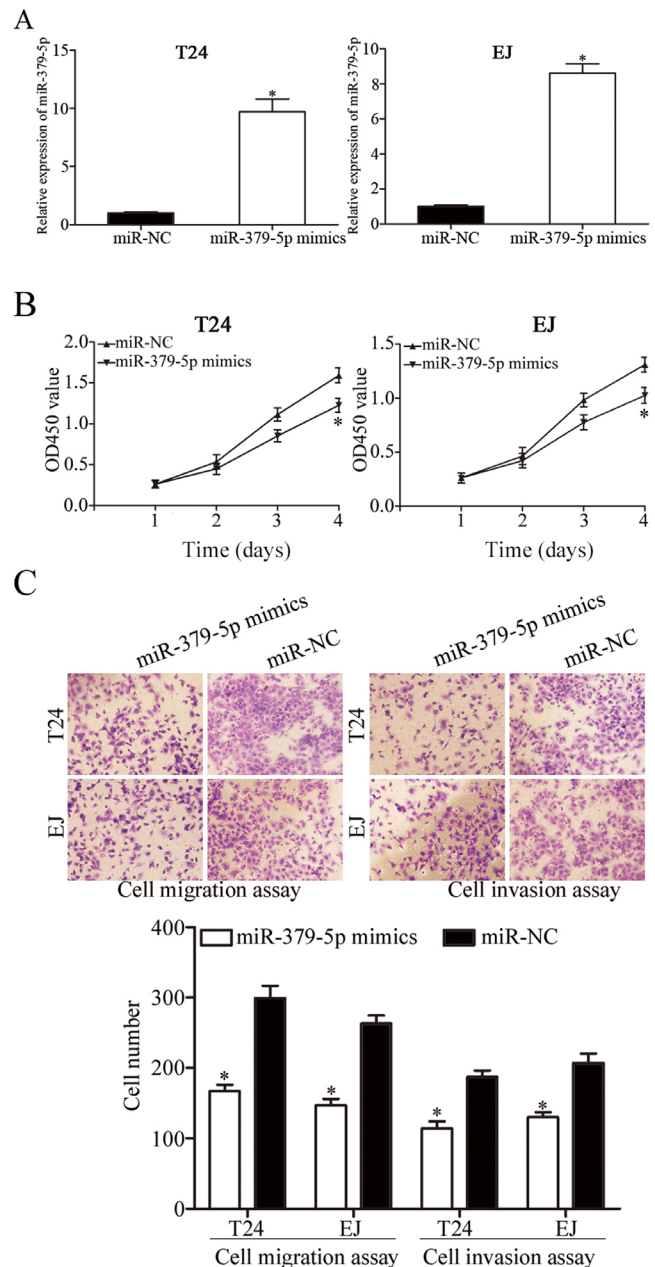 A
T24
EJ
Relative expression of miR-379-5p
15
10
5
0
*
miR-NC
miR-379-5p mimics
Relative expression of miR-379-5p
10
8
6
4
2
0
*
miR-NC
miR-379-5p mimics
B
T24
miR-NC
miR-379-5p mimics
OD450 value
2.0
1.5
1.0
0.5
0.0
*
1 2 3 4
Time (days)
EJ
miR-NC
miR-379-5p mimics
OD450 value
1.5
1.0
0.5
0.0
*
1 2 3 4
Time (days)
C
miR-379-5p mimics
miR-NC
miR-379-5p mimics
miR-NC
T24
EJ
T24
EJ
Cell migration assay
Cell invasion assay
miR-379-5p mimics miR-NC
Cell number
400
300
200
100
0
* * * *
T24 EJ T24 EJ
Cell migration assay Cell invasion assay